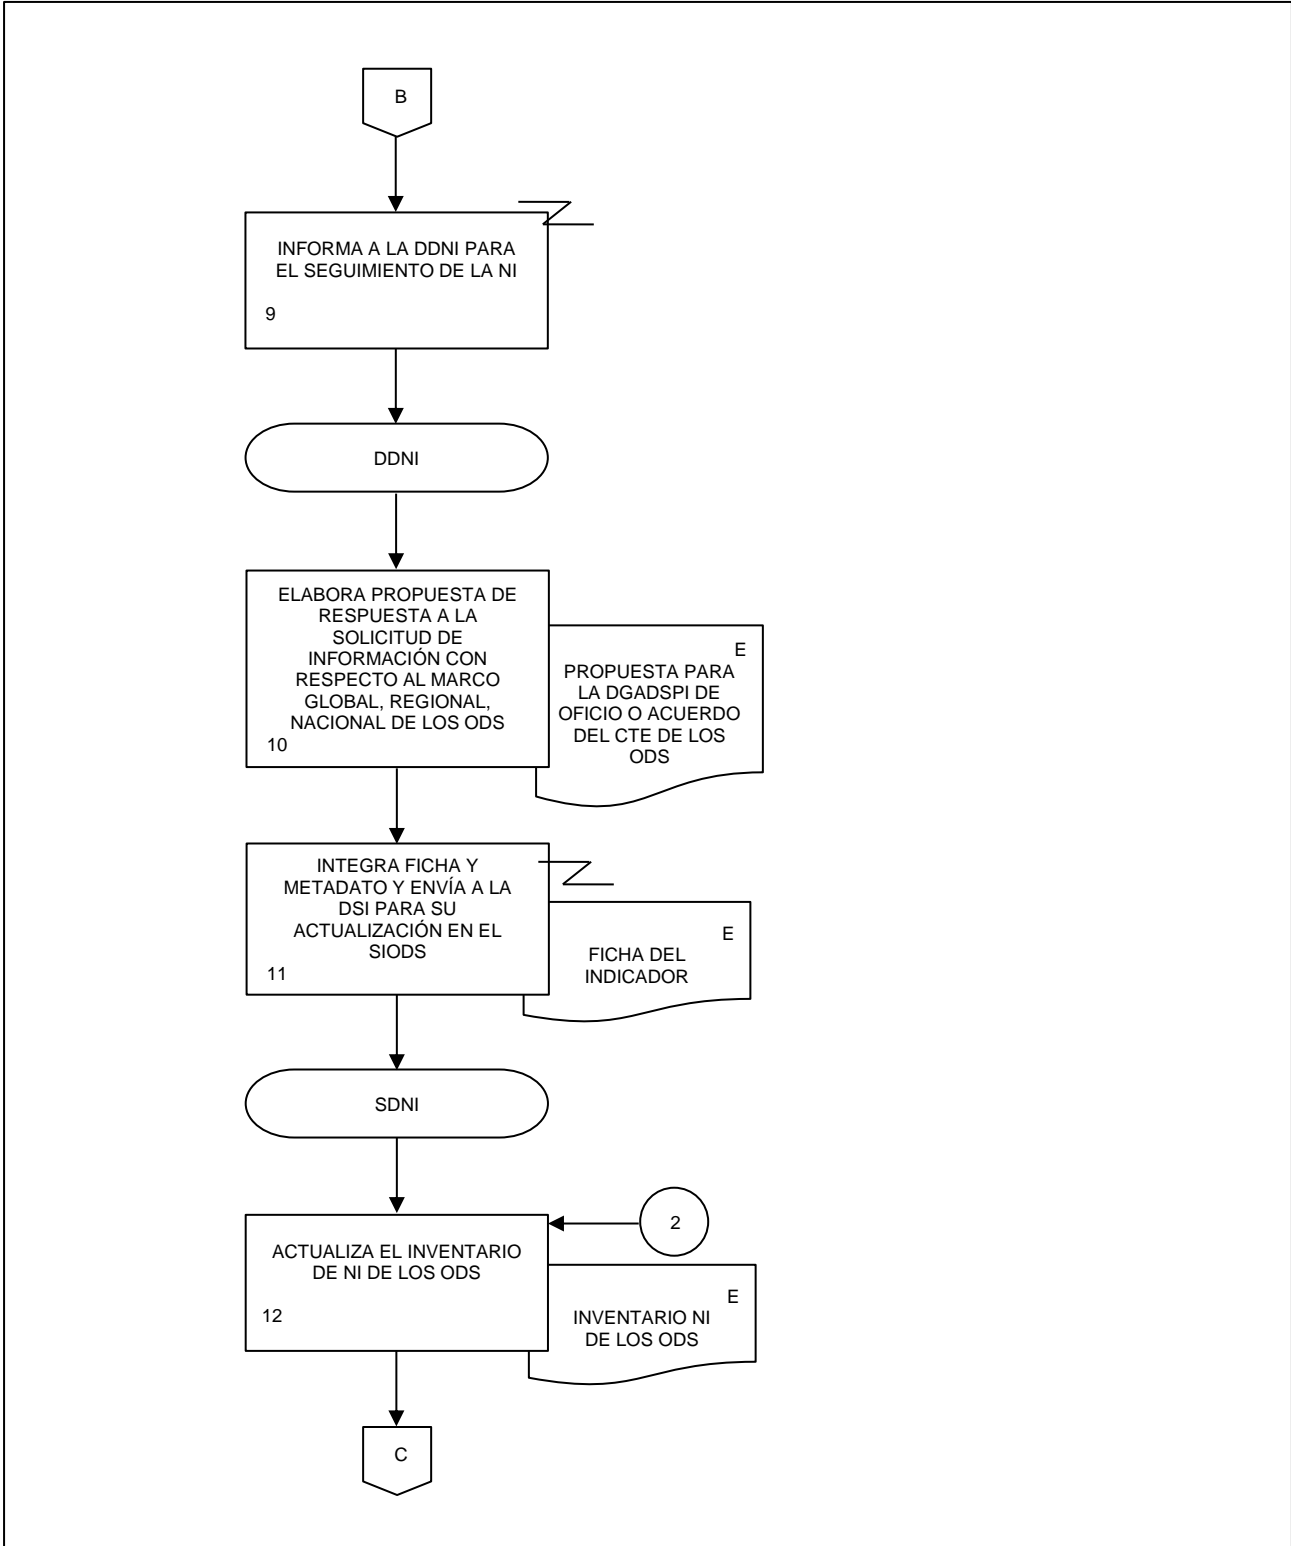 B
INFORMA A LA DDNI PARA
EL SEGUIMIENTO DE LA NI
9
DDNI
ELABORA PROPUESTA DE
RESPUESTA A LA
SOLICITUD DE
INFORMACIÓN CON
RESPECTO AL MARCO
GLOBAL, REGIONAL,
NACIONAL DE LOS ODS
10
E
PROPUESTA PARA
LA DGADSPI DE
OFICIO O ACUERDO
DEL CTE DE LOS
ODS
INTEGRA FICHA Y
METADATO Y ENVÍA A LA
DSI PARA SU
ACTUALIZACIÓN EN EL
SIODS
11
E
FICHA DEL
INDICADOR
SDNI
2
ACTUALIZA EL INVENTARIO
DE NI DE LOS ODS
12
E
INVENTARIO NI
DE LOS ODS
C